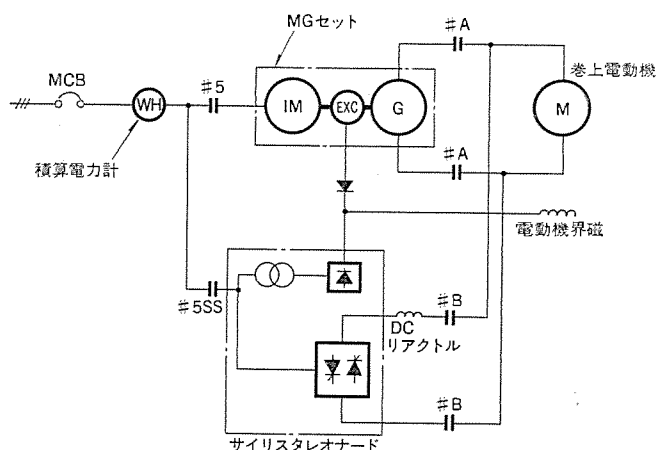 MGセット
#A
MCB
#5
巻上電動機
WH
IM
EXC
G
M
#A
積算電力計
電動機界磁
#5SS
#B
DC
リアクトル
#B
サイリスタレオナード